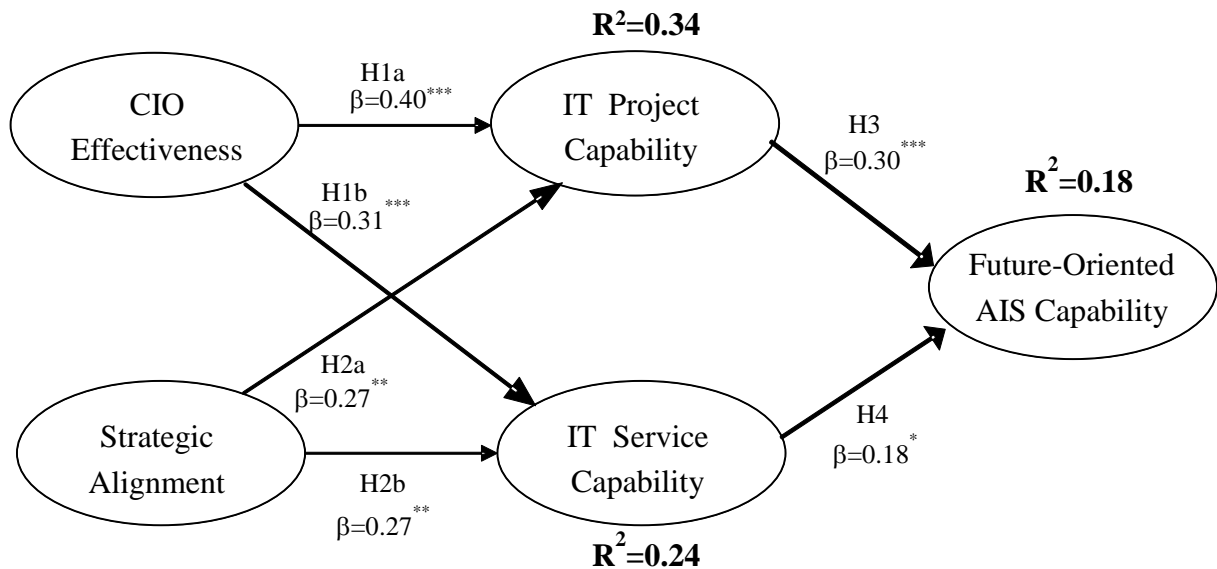 R²=0.34
H1a
β=0.40***
CIO
Effectiveness
IT Project
Capability
H3
β=0.30***
R²=0.18
H1b
β=0.31***
Future-Oriented
AIS Capability
H2a
β=0.27**
Strategic
Alignment
IT Service
Capability
H4
β=0.18*
H2b
β=0.27**
R²=0.24